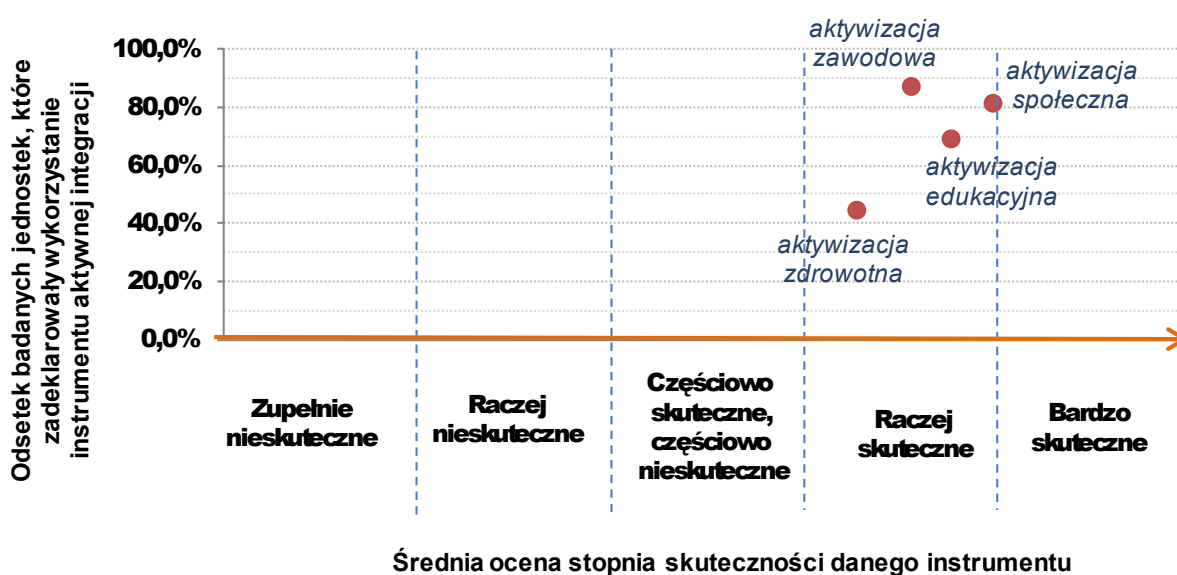 Odsetek badanych jednostek, które
zadeklarowały wykorzystanie
instrumentu aktywnej integracji
100,0%
80,0%
60,0%
40,0%
20,0%
0,0%
aktywizacja
zawodowa
aktywizacja
społeczna
aktywizacja
edukacyjna
aktywizacja
zdrowotna
Zupełnie
nieskuteczne
Raczej
nieskuteczne
Częściowo
skuteczne,
częściowo
nieskuteczne
Raczej
skuteczne
Bardzo
skuteczne
Średnia ocena stopnia skuteczności danego instrumentu